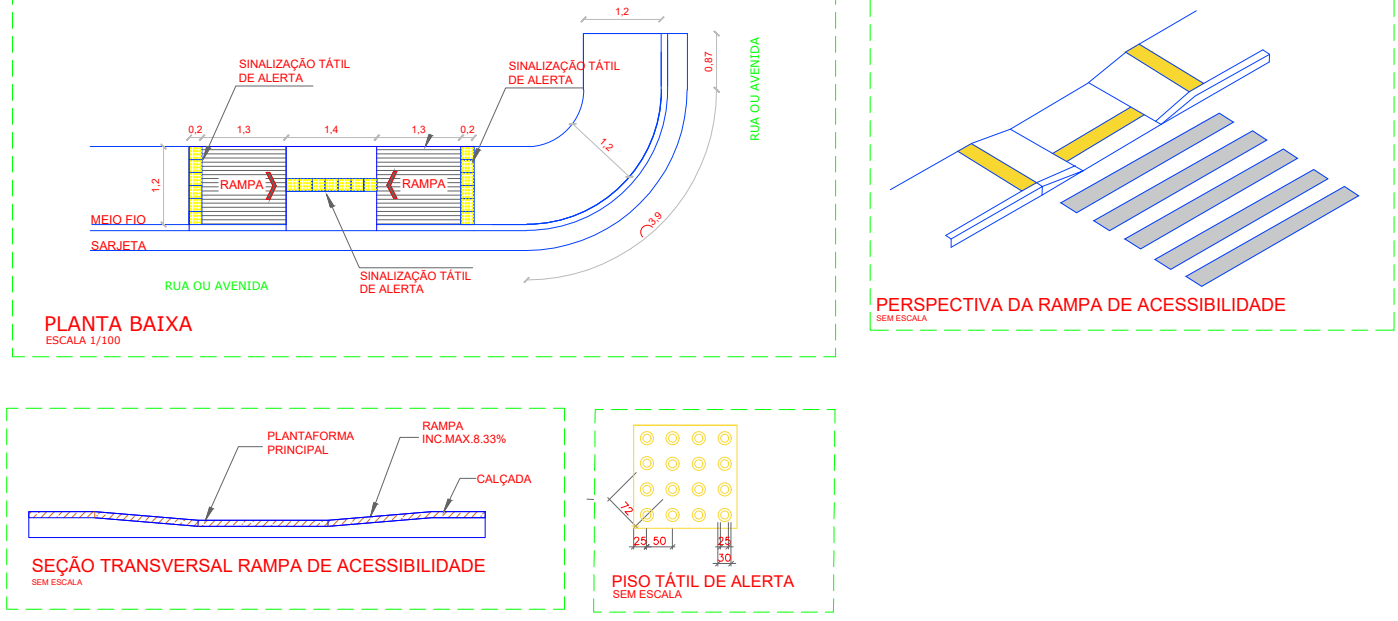 1,2
SINALIZAÇÃO TÁTIL
DE ALERTA
SINALIZAÇÃO TÁTIL
DE ALERTA
0,87
RUA OU AVENIDA
0,2
1,3
1,4
1,3
0,2
1,2
1,2
RAMPA
RAMPA
MEIO FIO
SARJETA
3,9
SINALIZAÇÃO TÁTIL
DE ALERTA
RUA OU AVENIDA
PLANTA BAIXA
ESCALA 1/100
PERSPECTIVA DA RAMPA DE ACESSIBILIDADE
SEM ESCALA
PLANTAFORMA
PRINCIPAL
RAMPA
INC.MAX.8.33%
CALÇADA
SEÇÃO TRANSVERSAL RAMPA DE ACESSIBILIDADE
SEM ESCALA
72
25
50
25
30
PISO TÁTIL DE ALERTA
SEM ESCALA